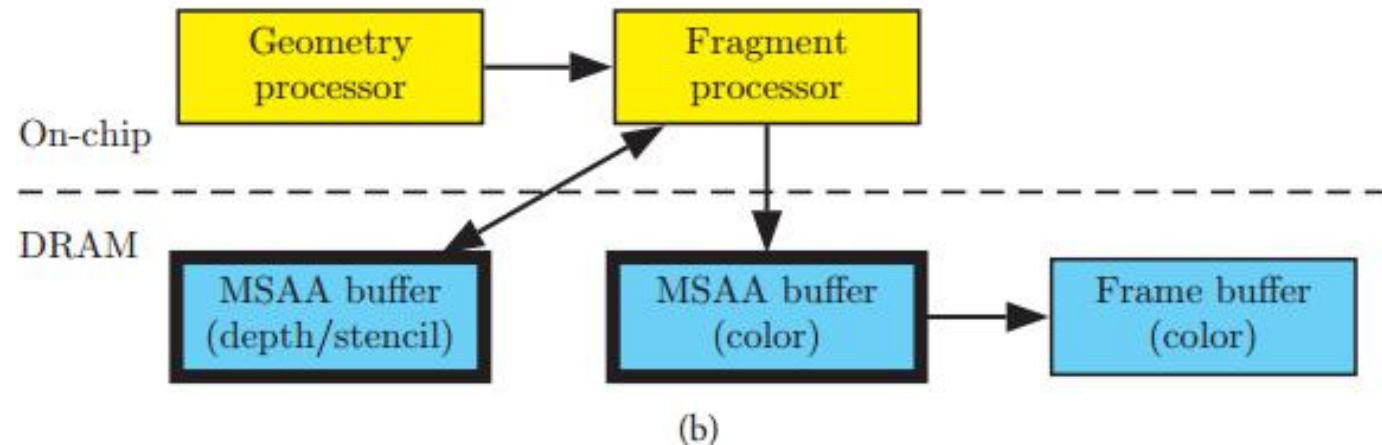 Geometry
processor
Fragment
processor
On-chip
DRAM
MSAA buffer
(depth/stencil)
MSAA buffer
(color)
Frame buffer
(color)
(b)